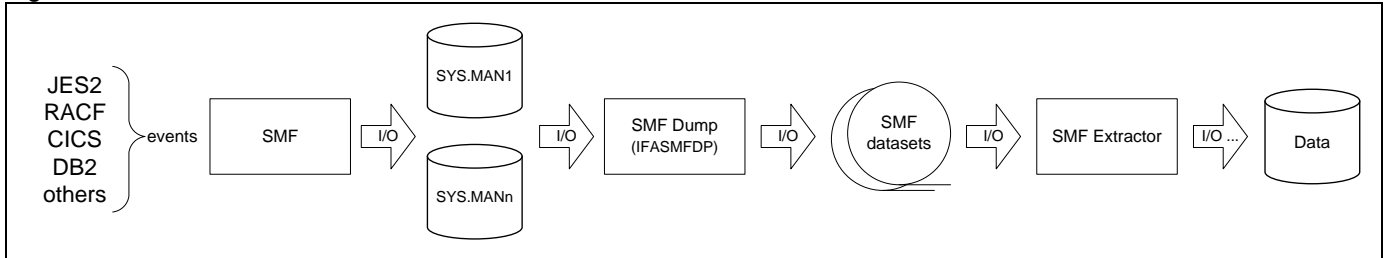 JES2
RACF
CICS
DB2
others
events
SMF
I/O
SYS.MAN1
SYS.MANn
I/O
SMF Dump
(IFASMFDP)
I/O
SMF
datasets
I/O
SMF Extractor
I/O ...
Data